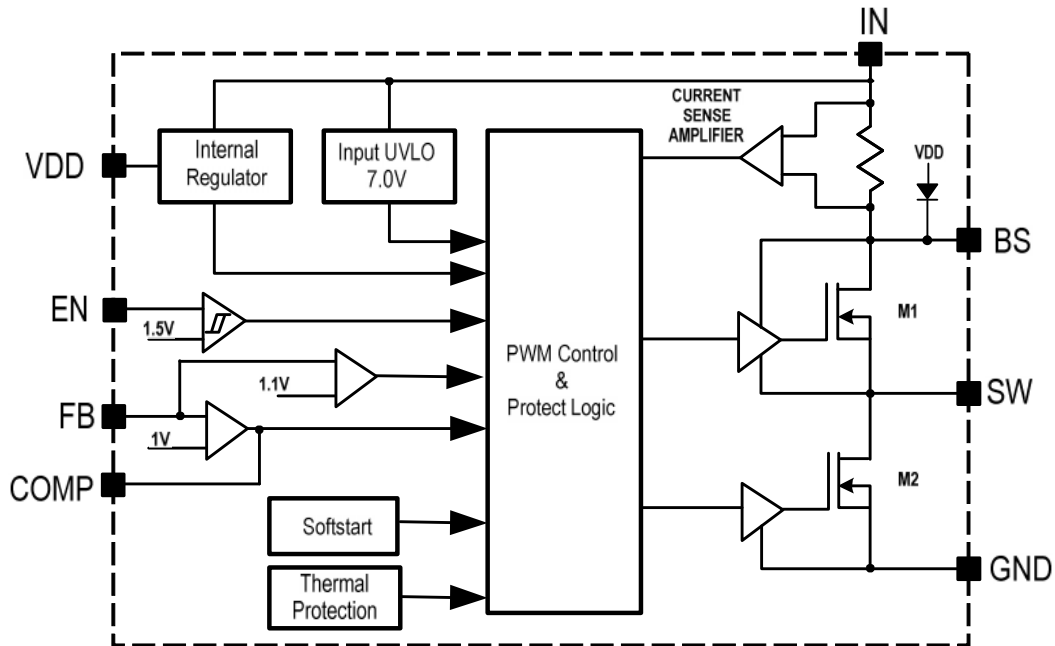 IN
CURRENT
SENSE
AMPLIFIER
VDD
Internal
Regulator
Input UVLO
7.0V
VDD
BS
EN
1.5V
M1
PWM Control
&
Protect Logic
1.1V
FB
1V
SW
COMP
M2
Softstart
Thermal
Protection
GND